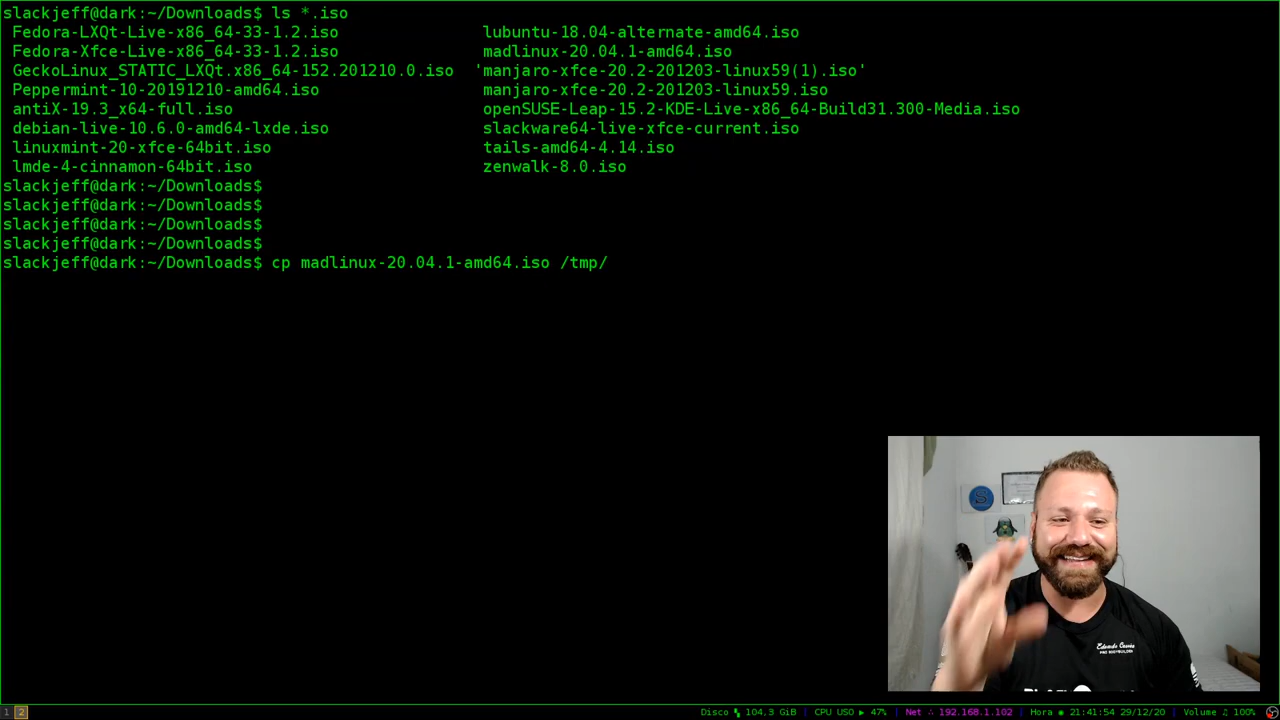 slackjeff@dark:~/Downloads$ ls *.iso
Fedora-LXQt-Live-x86_64-33-1.2.iso lubuntu-18.04-alternate-amd64.iso
Fedora-Xfce-Live-x86_64-33-1.2.iso madlinux-20.04.1-amd64.iso
GeckoLinux_STATIC_LXQt.x86_64-152.201210.0.iso 'manjaro-xfce-20.2-201203-linux59(1).iso'
Peppermint-10-20191210-amd64.iso manjaro-xfce-20.2-201203-linux59.iso
antiX-19.3_x64-full.iso openSUSE-Leap-15.2-KDE-Live-x86_64-Build31.300-Media.iso
debian-live-10.6.0-amd64-lxde.iso slackware64-live-xfce-current.iso
linuxmint-20-xfce-64bit.iso tails-amd64-4.14.iso
lmde-4-cinnamon-64bit.iso zenwalk-8.0.iso
slackjeff@dark:~/Downloads$
slackjeff@dark:~/Downloads$
slackjeff@dark:~/Downloads$
slackjeff@dark:~/Downloads$
slackjeff@dark:~/Downloads$ cp madlinux-20.04.1-amd64.iso /tmp/
S
PRO BODYBUILDER
1 2 Disco 104,3 GiB | CPU USO ▶ 47% | Net ∴ 192.168.1.102 | Hora ◉ 21:41:54 29/12/20 | Volume ♫ 100%